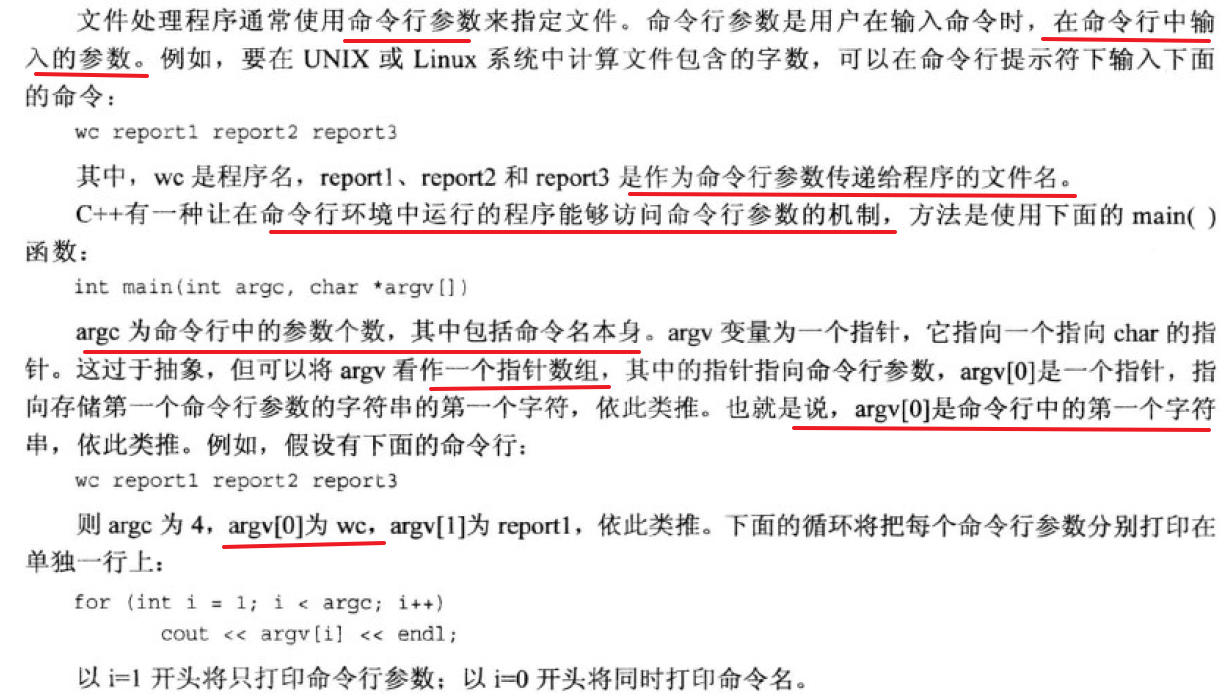 文件处理程序通常使用命令行参数来指定文件。命令行参数是用户在输入命令时，在命令行中输
入的参数。例如，要在 UNIX 或 Linux 系统中计算文件包含的字数，可以在命令行提示符下输入下面
的命令：
wc report1 report2 report3
其中，wc 是程序名，report1、report2 和 report3 是作为命令行参数传递给程序的文件名。
C++有一种让在命令行环境中运行的程序能够访问命令行参数的机制，方法是使用下面的 main( )
函数：
int main(int argc, char *argv[])
argc 为命令行中的参数个数，其中包括命令名本身。argv 变量为一个指针，它指向一个指向 char 的指
针。这过于抽象，但可以将 argv 看作一个指针数组，其中的指针指向命令行参数，argv[0]是一个指针，指
向存储第一个命令行参数的字符串的第一个字符，依此类推。也就是说，argv[0]是命令行中的第一个字符
串，依此类推。例如，假设有下面的命令行：
wc report1 report2 report3
则 argc 为 4，argv[0]为 wc，argv[1]为 report1，依此类推。下面的循环将把每个命令行参数分别打印在
单独一行上：
for (int i = 1; i < argc; i++)
cout << argv[i] << endl;
以 i=1 开头将只打印命令行参数；以 i=0 开头将同时打印命令名。